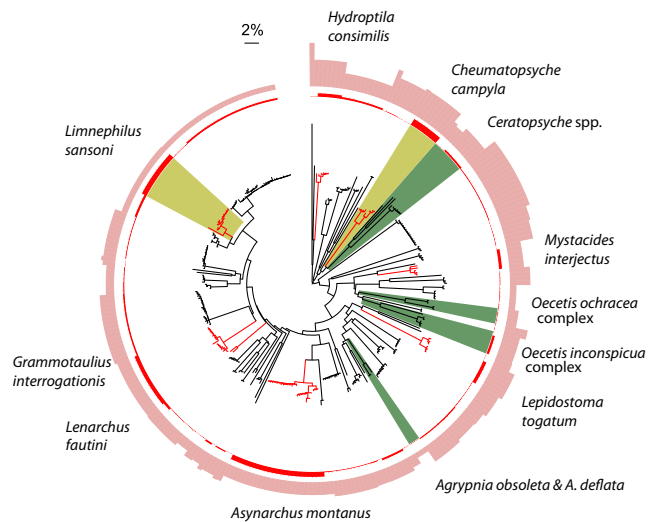 Hydroptila
consimilis
2%
Cheumatopsyche
campyla
Ceratopsyche spp.
Limnephilus
sansoni
Mystacides
interjectus
Oecetis ochracea
complex
Oecetis inconspicua
complex
Grammotaulius
interrogationis
Lepidostoma
togatum
Lenarchus
fautini
Agrypnia obsoleta & A. deflata
Asynarchus montanus